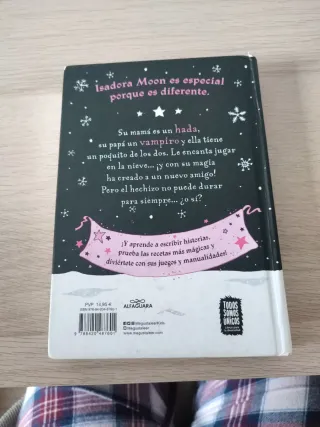 Isadora Moon es especial
porque es diferente.
Su mamá es un hada,
su papá un vampiro y ella tiene
un poquito de los dos. Le encanta jugar
en la nieve... ¡y con su magia
ha creado a un nuevo amigo!
Pero el hechizo no puede durar
para siempre... ¿o sí?
¡Y aprende a escribir historias,
prueba las recetas más mágicas y
diviértete con sus juegos y manualidades!
ALFAGUARA
TODOS
SOMOS
ÚNICOS